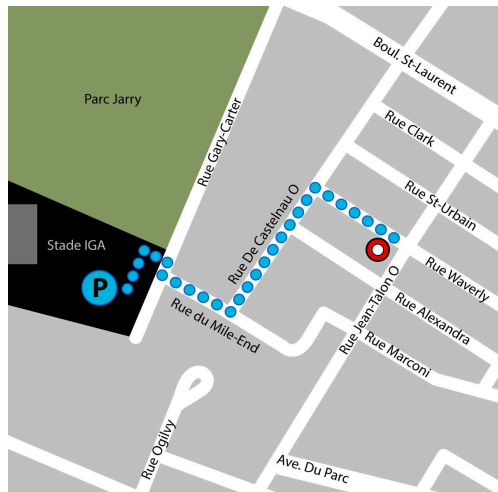 Boul. St-Laurent
Parc Jarry
Rue Gary-Carter
Rue Clark
Rue St-Urbain
Rue De Castelnau O
Stade IGA
P
Rue Waverly
Rue du Mile-End
Rue Jean-Talon O
Rue Alexandra
Rue Marconi
Rue Ogilvy
Ave. Du Parc